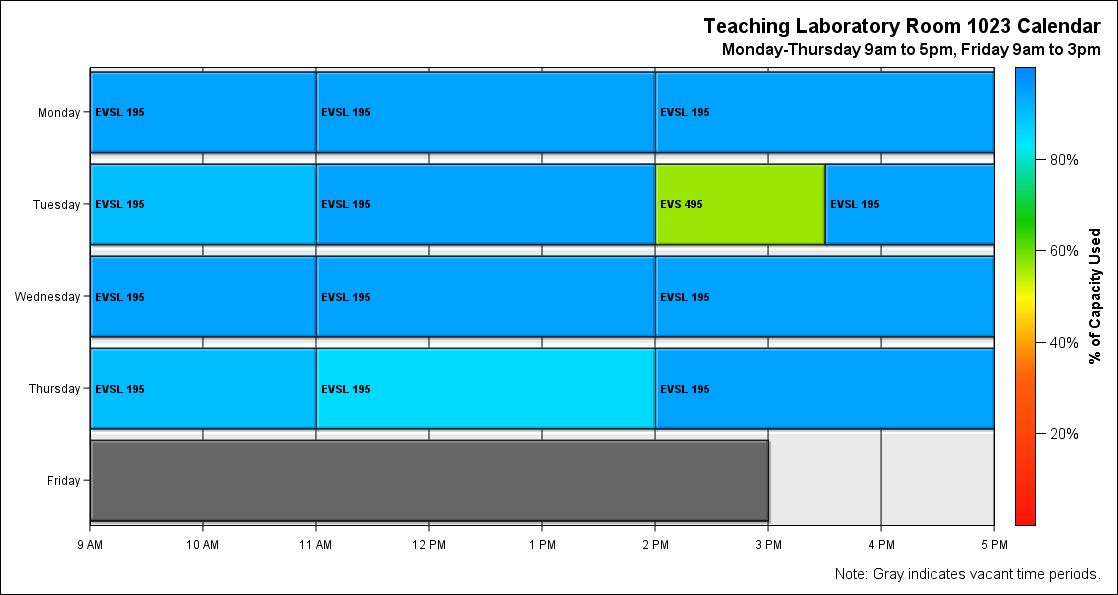 Teaching Laboratory Room 1023 Calendar
Monday-Thursday 9am to 5pm, Friday 9am to 3pm
Monday
EVSL 195
EVSL 195
EVSL 195
Tuesday
EVSL 195
EVSL 195
EVS 495
EVSL 195
Wednesday
EVSL 195
EVSL 195
EVSL 195
Thursday
EVSL 195
EVSL 195
EVSL 195
Friday
9 AM
10 AM
11 AM
12 PM
1 PM
2 PM
3 PM
4 PM
5 PM
80%
60%
40%
20%
% of Capacity Used
Note: Gray indicates vacant time periods.